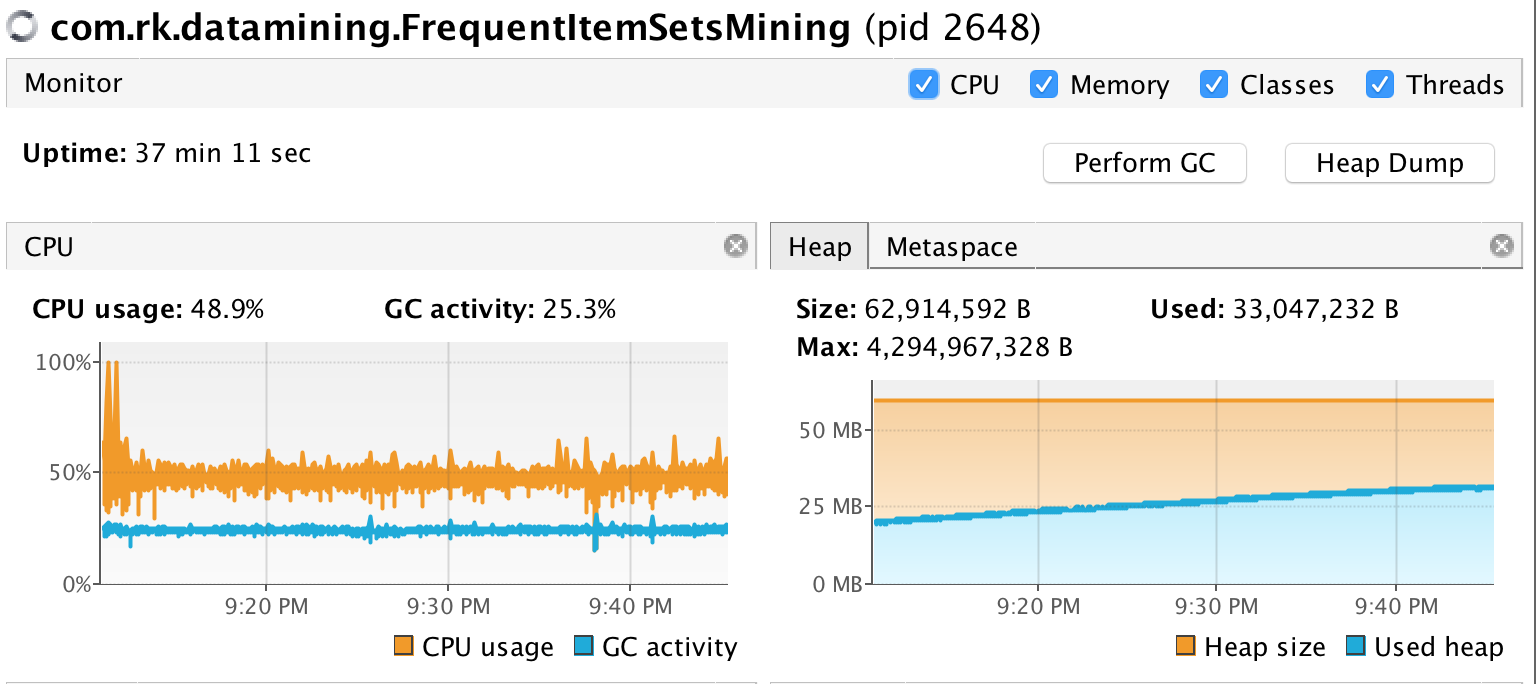 com.rk.datamining.FrequentItemSetsMining (pid 2648)
Monitor
CPU Memory Classes Threads
Uptime: 37 min 11 sec
Perform GC Heap Dump
CPU
CPU usage: 48.9% GC activity: 25.3%
100%
50%
0%
9:20 PM 9:30 PM 9:40 PM
CPU usage GC activity
Heap Metaspace
Size: 62,914,592 B Used: 33,047,232 B
Max: 4,294,967,328 B
50 MB
25 MB
0 MB
9:20 PM 9:30 PM 9:40 PM
Heap size Used heap